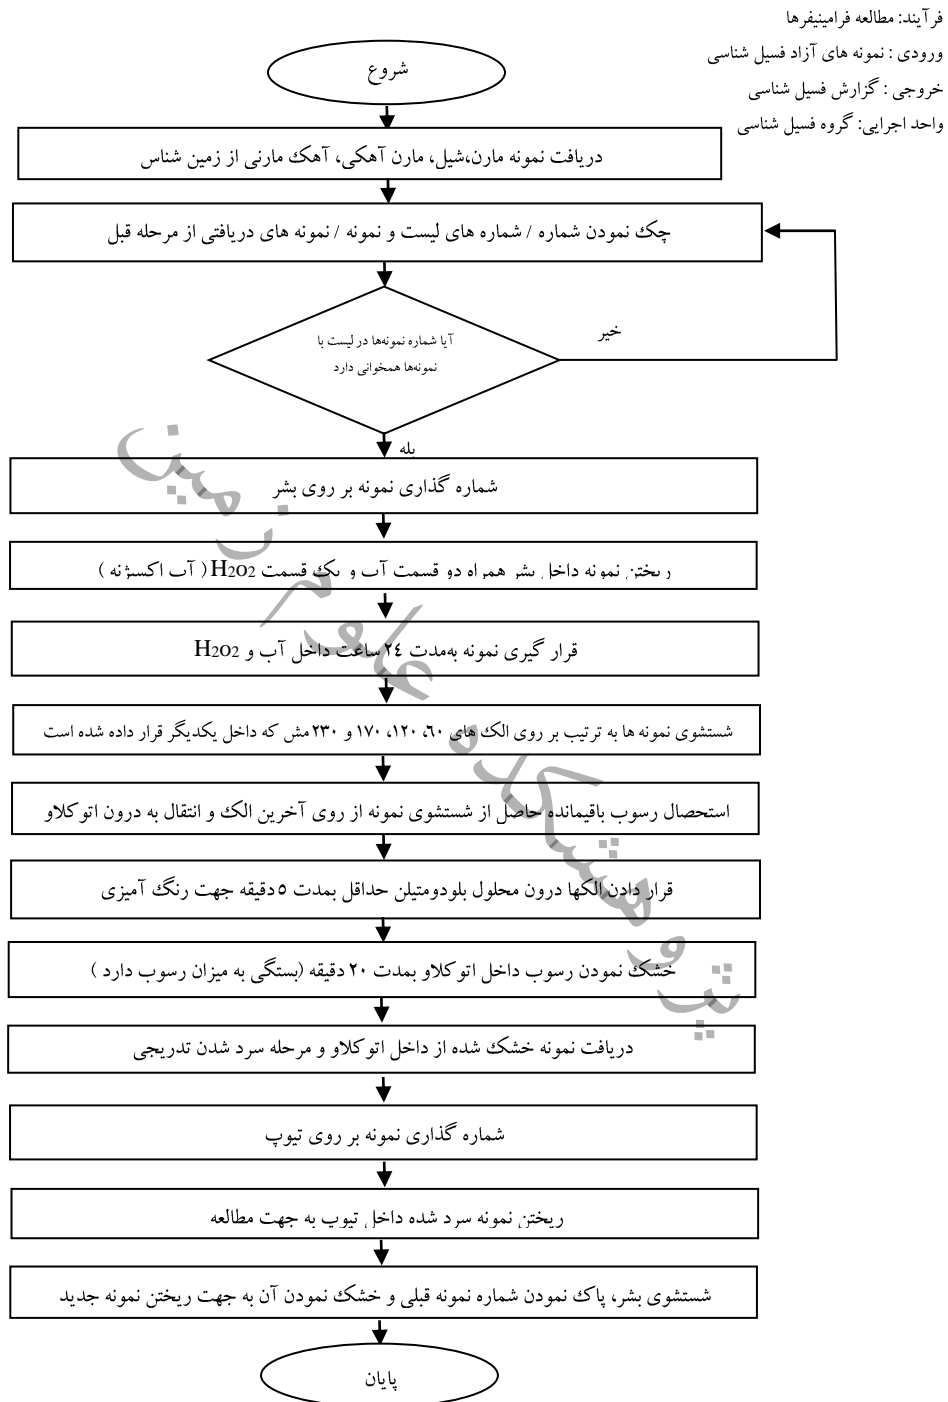 فرآیند: مطالعه فرامینیفرها
ورودی : نمونه های آزاد فسیل شناسی
خروجی : گزارش فسیل شناسی
واحد اجرایی: گروه فسیل شناسی
شروع
دریافت نمونه مارن،شیل، مارن آهکی، آهک مارنی از زمین شناس
چک نمودن شماره / شماره های لیست و نمونه / نمونه های دریافتی از مرحله قبل
آیا شماره نمونه‌ها در لیست با
نمونه‌ها همخوانی دارد
خیر
بله
شماره گذاری نمونه بر روی بشر
ریختن نمونه داخل بشر همراه دو قسمت آب و یک قسمت H2O2 ( آب اکسیژنه )
قرار گیری نمونه به‌مدت ۲٤ ساعت داخل آب و H2O2
شستشوی نمونه ها به ترتیب بر روی الک های ٦۰، ۱۲۰، ۱۷۰ و ۲۳۰ مش که داخل یکدیگر قرار داده شده است
استحصال رسوب باقیمانده حاصل از شستشوی نمونه از روی آخرین الک و انتقال به درون اتوکلاو
قرار دادن الکها درون محلول بلودومتیلن حداقل بمدت ٥ دقیقه جهت رنگ آمیزی
خشک نمودن رسوب داخل اتوکلاو بمدت ۲۰ دقیقه (بستگی به میزان رسوب دارد )
دریافت نمونه خشک شده از داخل اتوکلاو و مرحله سرد شدن تدریجی
شماره گذاری نمونه بر روی تیوپ
ریختن نمونه سرد شده داخل تیوپ به جهت مطالعه
شستشوی بشر، پاک نمودن شماره نمونه قبلی و خشک نمودن آن به جهت ریختن نمونه جدید
پایان
پژوهشکده علوم زمین